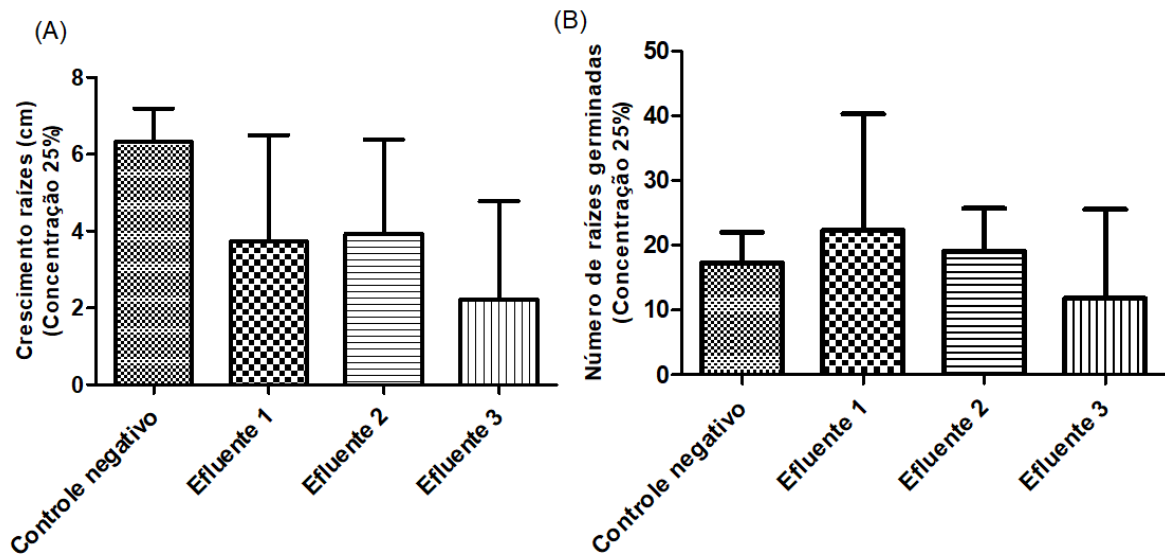 (A)
Crescimento raízes (cm)
(Concentração 25%)
8
6
4
2
0
Controle negativo
Efluente 1
Efluente 2
Efluente 3
(B)
Número de raízes germinadas
(Concentração 25%)
50
40
30
20
10
0
Controle negativo
Efluente 1
Efluente 2
Efluente 3